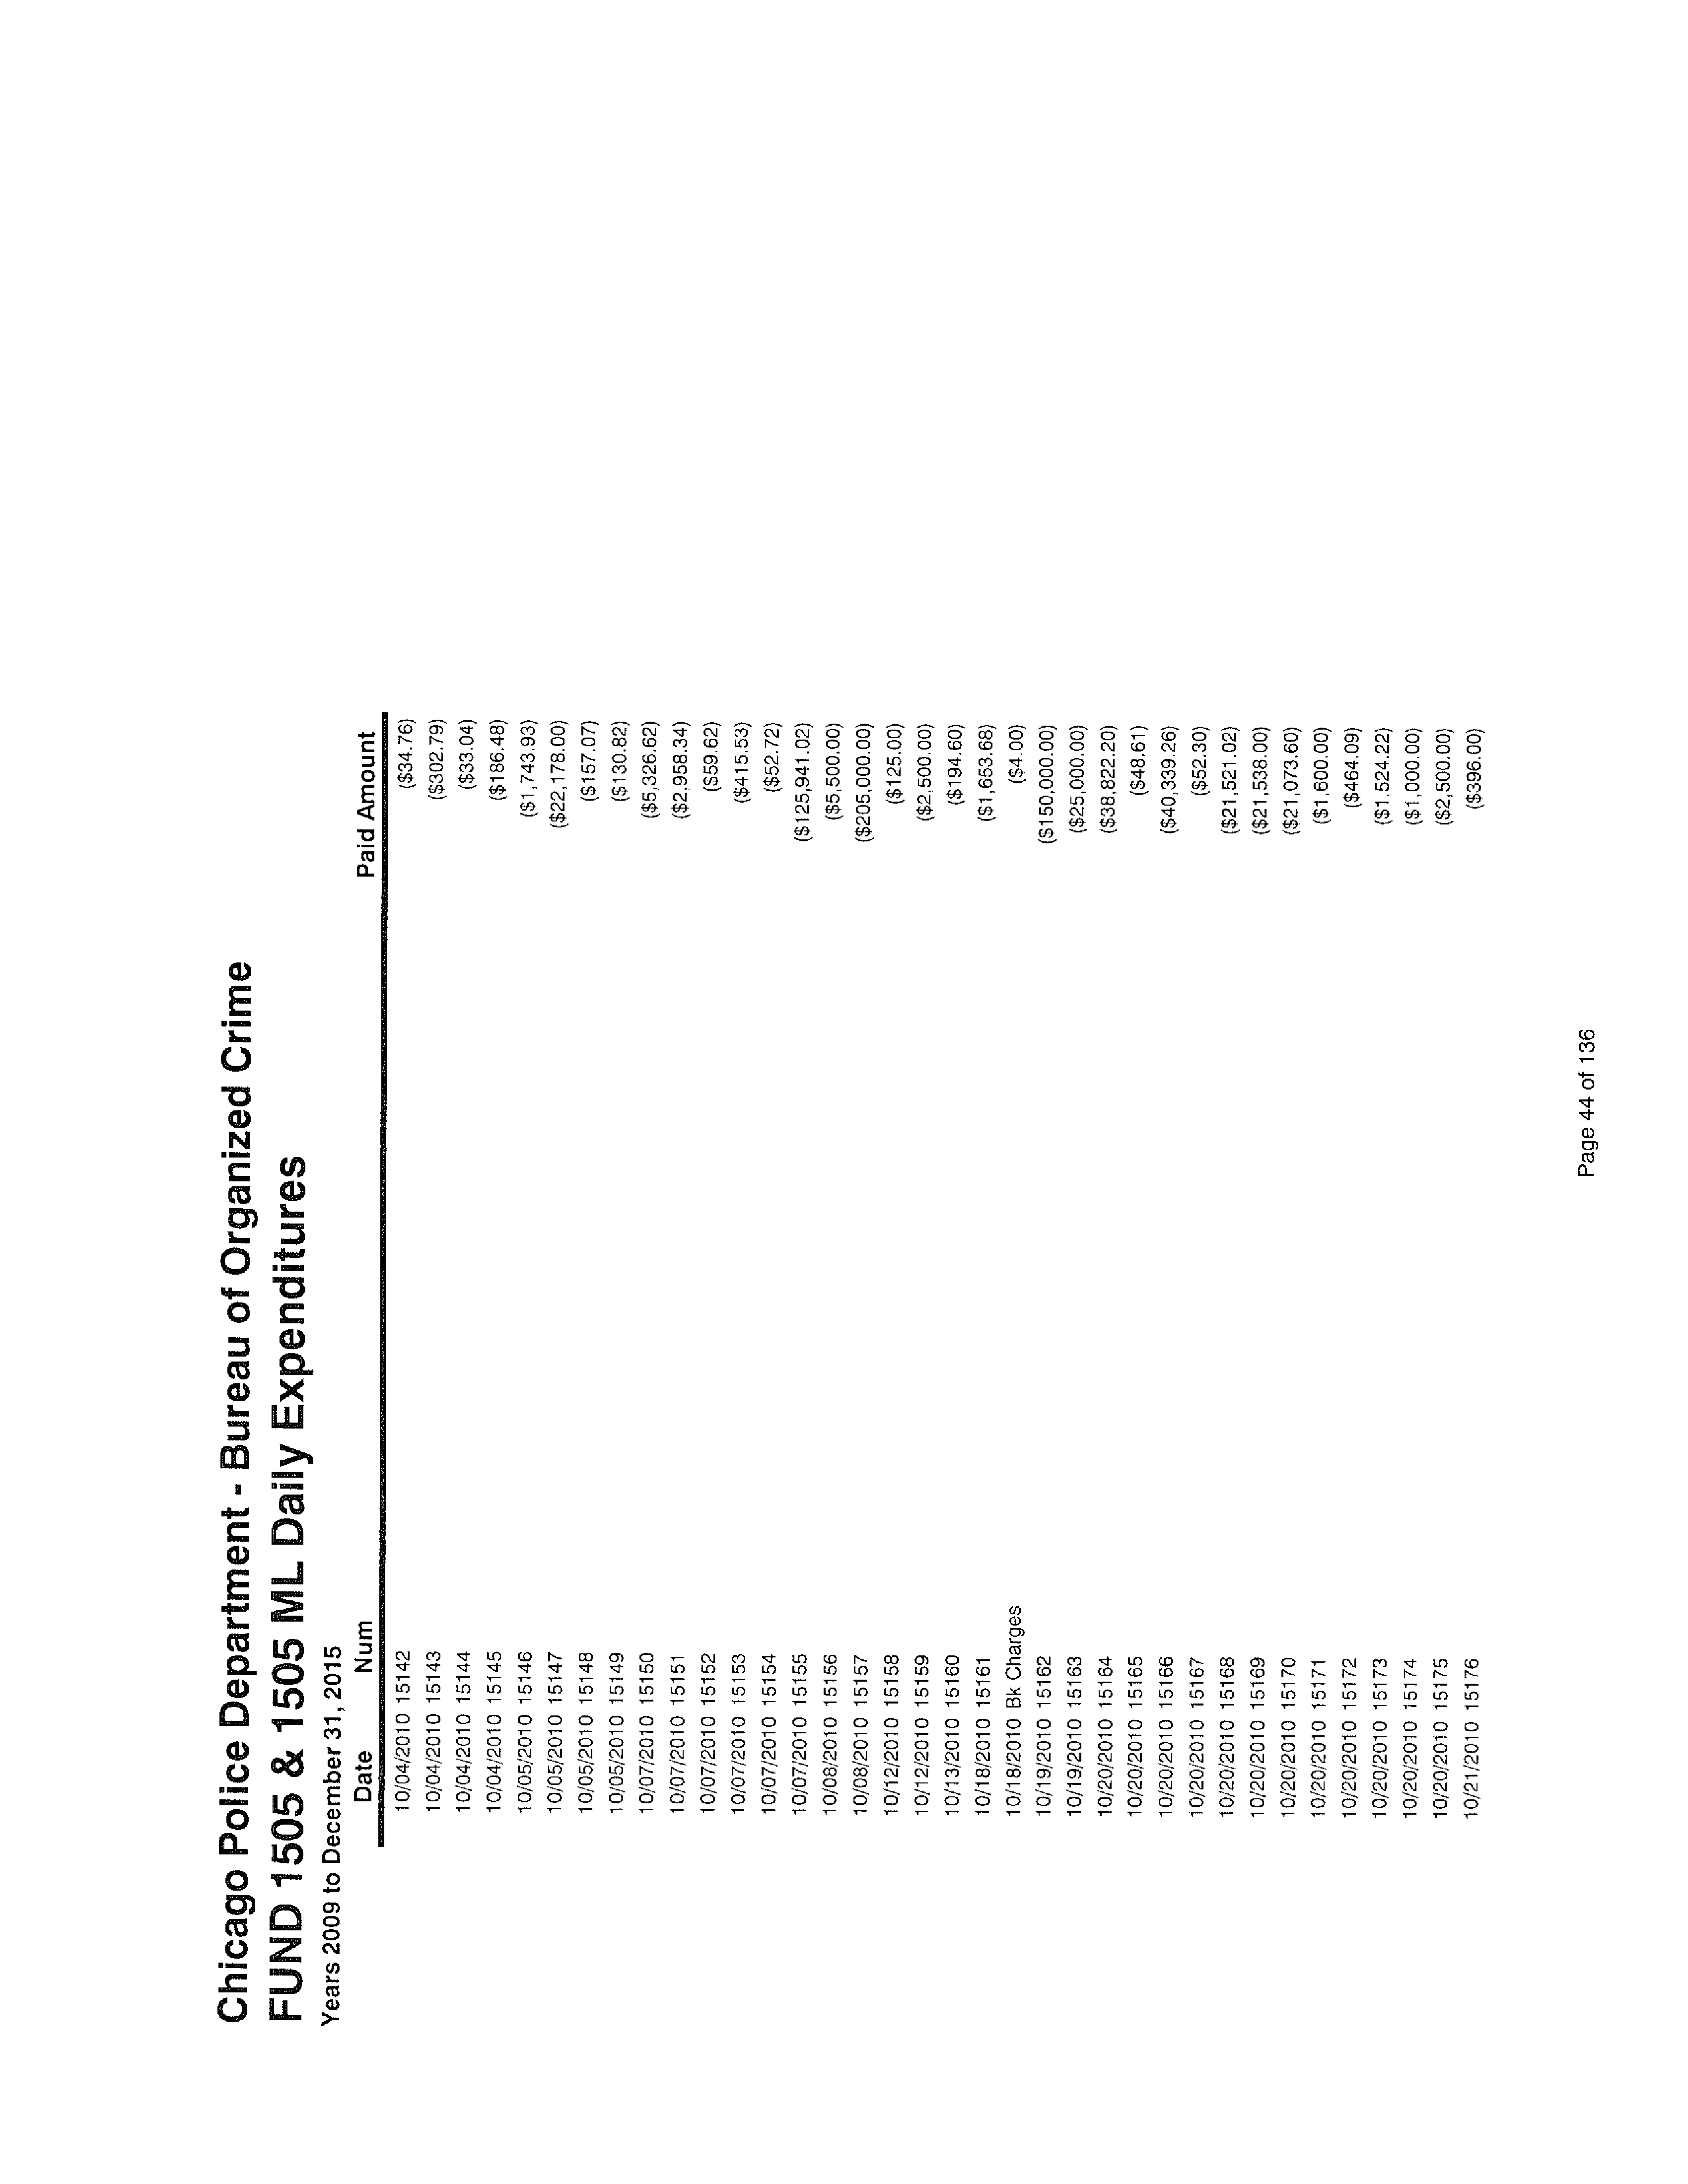 Chicago Police Department - Bureau of Organized Crime
FUND 1505 & 1505 ML Daily Expenditures
Years 2009 to December 31, 2015
Date Num Paid Amount
10/04/2010 15142 ($34.76)
10/04/2010 15143 ($302.79)
10/04/2010 15144 ($33.04)
10/04/2010 15145 ($186.48)
10/05/2010 15146 ($1,743.93)
10/05/2010 15147 ($22,178.00)
10/05/2010 15148 ($157.07)
10/05/2010 15149 ($130.82)
10/07/2010 15150 ($5,326.62)
10/07/2010 15151 ($2,958.34)
10/07/2010 15152 ($59.62)
10/07/2010 15153 ($415.53)
10/07/2010 15154 ($52.72)
10/07/2010 15155 ($125,941.02)
10/08/2010 15156 ($5,500.00)
10/08/2010 15157 ($205,000.00)
10/12/2010 15158 ($125.00)
10/12/2010 15159 ($2,500.00)
10/13/2010 15160 ($194.60)
10/18/2010 15161 ($1,653.68)
10/18/2010 Bk Charges ($4.00)
10/19/2010 15162 ($150,000.00)
10/19/2010 15163 ($25,000.00)
10/20/2010 15164 ($38,822.20)
10/20/2010 15165 ($48.61)
10/20/2010 15166 ($40,339.26)
10/20/2010 15167 ($52.30)
10/20/2010 15168 ($21,521.02)
10/20/2010 15169 ($21,538.00)
10/20/2010 15170 ($21,073.60)
10/20/2010 15171 ($1,600.00)
10/20/2010 15172 ($464.09)
10/20/2010 15173 ($1,524.22)
10/20/2010 15174 ($1,000.00)
10/20/2010 15175 ($2,500.00)
10/21/2010 15176 ($396.00)
Page 44 of 136